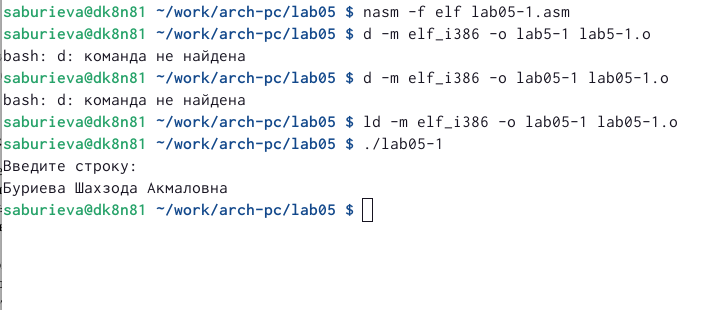 saburieva@dk8n81 ~/work/arch-pc/lab05 $ nasm -f elf lab05-1.asm
saburieva@dk8n81 ~/work/arch-pc/lab05 $ d -m elf_i386 -o lab5-1 lab5-1.o
bash: d: команда не найдена
saburieva@dk8n81 ~/work/arch-pc/lab05 $ d -m elf_i386 -o lab05-1 lab05-1.o
bash: d: команда не найдена
saburieva@dk8n81 ~/work/arch-pc/lab05 $ ld -m elf_i386 -o lab05-1 lab05-1.o
saburieva@dk8n81 ~/work/arch-pc/lab05 $ ./lab05-1
Введите строку:
Буриева Шахзода Акмаловна
saburieva@dk8n81 ~/work/arch-pc/lab05 $